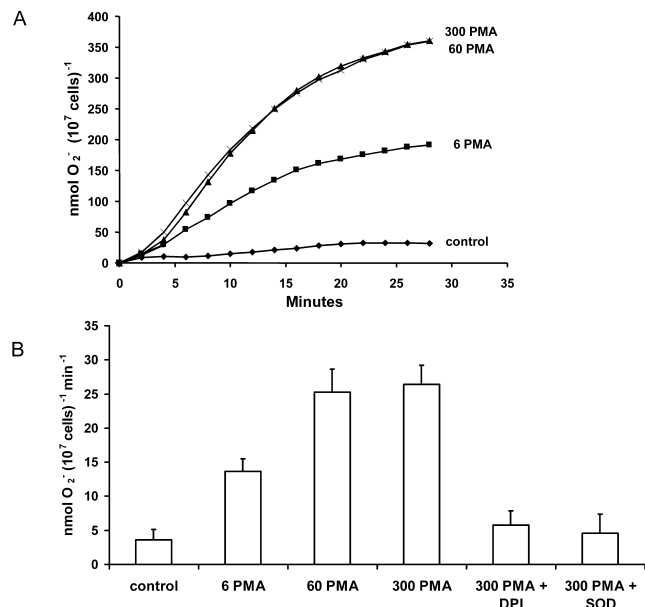 A
nmol O2- (10^7 cells)^-1
400
350
300
250
200
150
100
50
0
300 PMA
60 PMA
6 PMA
control
0 5 10 15 20 25 30 35
Minutes
B
nmol O2- (10^7 cells)^-1 min^-1
35
30
25
20
15
10
5
0
control 6 PMA 60 PMA 300 PMA 300 PMA + 300 PMA +
DPI SOD